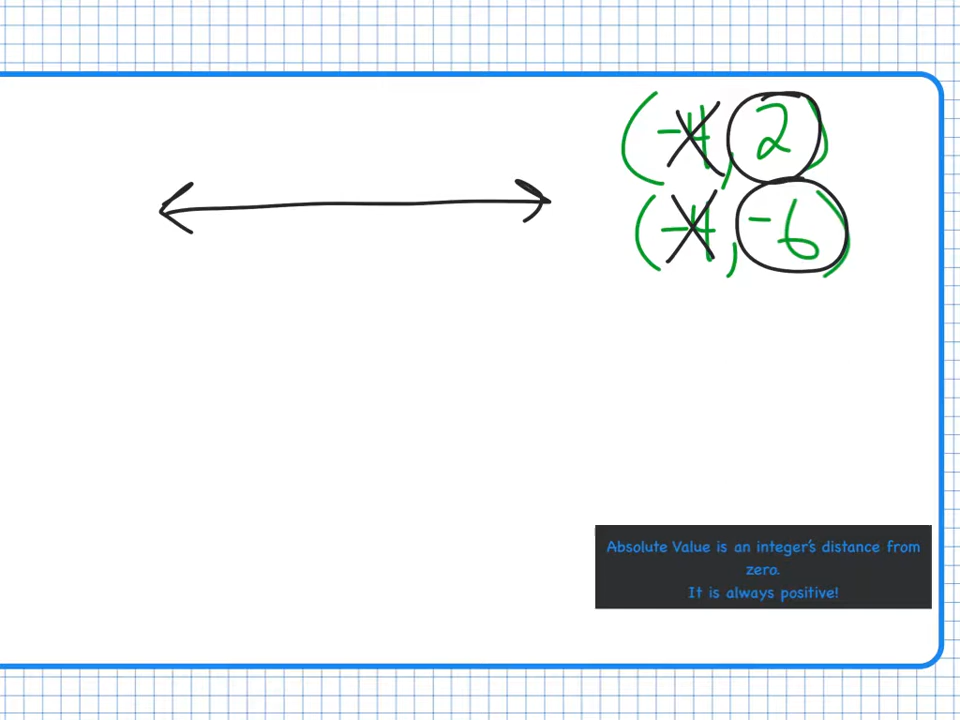 (-4, 2)
(-4, -6)
Absolute Value is an integer's distance from
zero.
It is always positive!